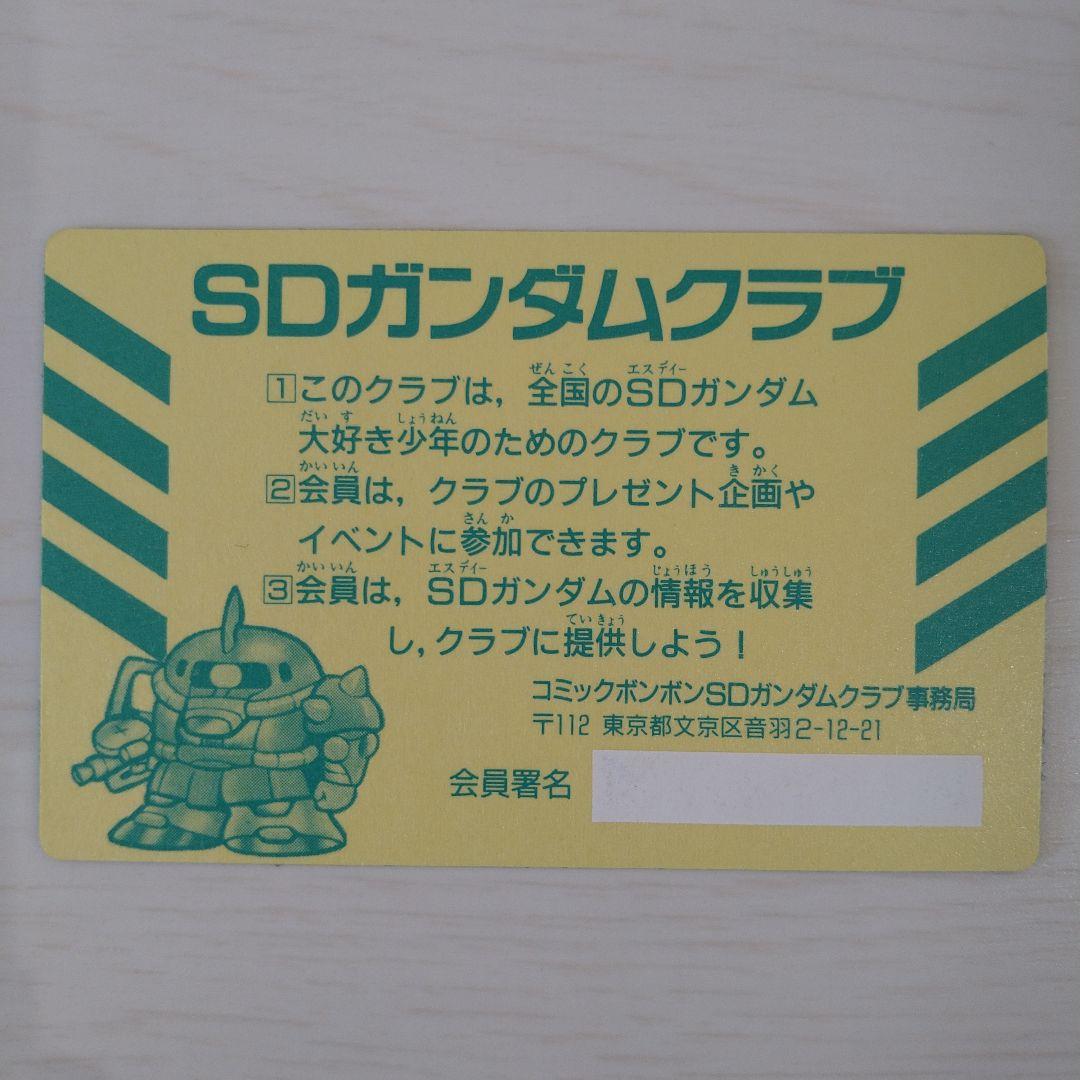 SDガンダムクラブ
1このクラブは，全国のSDガンダム
大好き少年のためのクラブです。
2会員は，クラブのプレゼント企画や
イベントに参加できます。
3会員は，SDガンダムの情報を収集
し，クラブに提供しよう！
コミックボンボンSDガンダムクラブ事務局
〒112 東京都文京区音羽2-12-21
会員署名